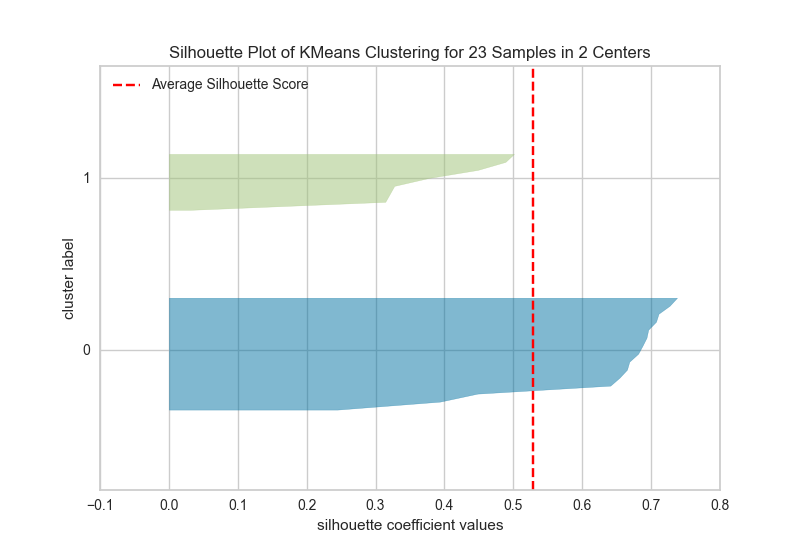 Silhouette Plot of KMeans Clustering for 23 Samples in 2 Centers
Average Silhouette Score
1
cluster label
0
−0.1 0.0 0.1 0.2 0.3 0.4 0.5 0.6 0.7 0.8
silhouette coefficient values